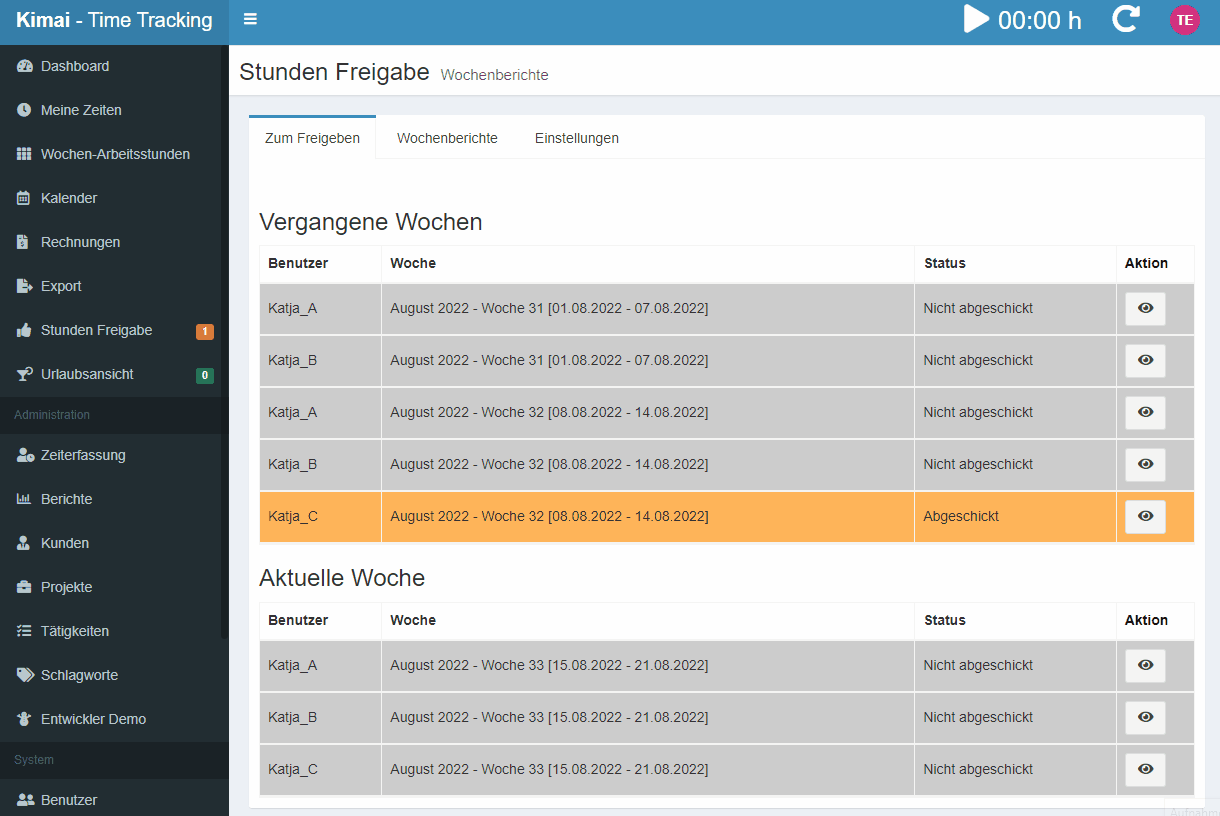 Kimai - Time Tracking
00:00 h
TE
Dashboard
Meine Zeiten
Wochen-Arbeitsstunden
Kalender
Rechnungen
Export
Stunden Freigabe 1
Urlaubsansicht 0
Administration
Zeiterfassung
Berichte
Kunden
Projekte
Tätigkeiten
Schlagworte
Entwickler Demo
System
Benutzer
Stunden Freigabe Wochenberichte
Zum Freigeben Wochenberichte Einstellungen
Vergangene Wochen
Benutzer Woche Status Aktion
Katja_A August 2022 - Woche 31 [01.08.2022 - 07.08.2022] Nicht abgeschickt
Katja_B August 2022 - Woche 31 [01.08.2022 - 07.08.2022] Nicht abgeschickt
Katja_A August 2022 - Woche 32 [08.08.2022 - 14.08.2022] Nicht abgeschickt
Katja_B August 2022 - Woche 32 [08.08.2022 - 14.08.2022] Nicht abgeschickt
Katja_C August 2022 - Woche 32 [08.08.2022 - 14.08.2022] Abgeschickt
Aktuelle Woche
Benutzer Woche Status Aktion
Katja_A August 2022 - Woche 33 [15.08.2022 - 21.08.2022] Nicht abgeschickt
Katja_B August 2022 - Woche 33 [15.08.2022 - 21.08.2022] Nicht abgeschickt
Katja_C August 2022 - Woche 33 [15.08.2022 - 21.08.2022] Nicht abgeschickt